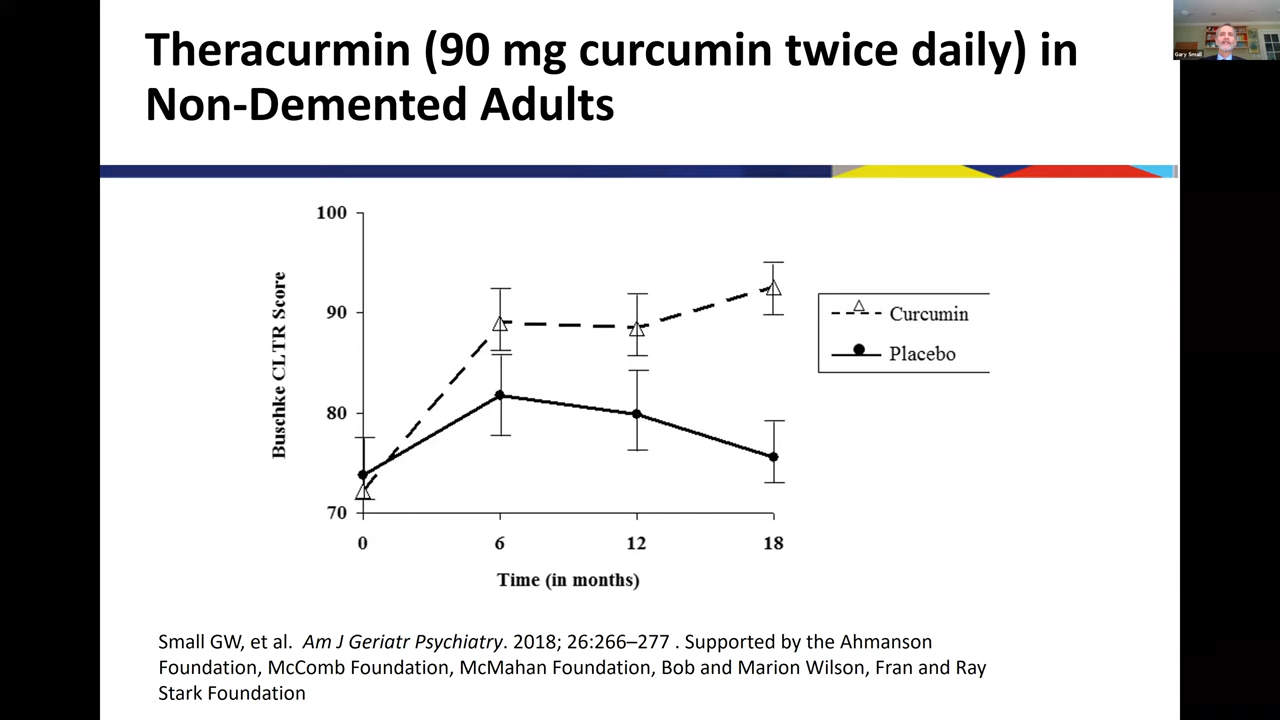 Theracurmin (90 mg curcumin twice daily) in
Non-Demented Adults
Gary Small
100
90
80
70
Buschke CLTR Score
0 6 12 18
Time (in months)
Curcumin
Placebo
Small GW, et al. Am J Geriatr Psychiatry. 2018; 26:266–277 . Supported by the Ahmanson
Foundation, McComb Foundation, McMahan Foundation, Bob and Marion Wilson, Fran and Ray
Stark Foundation